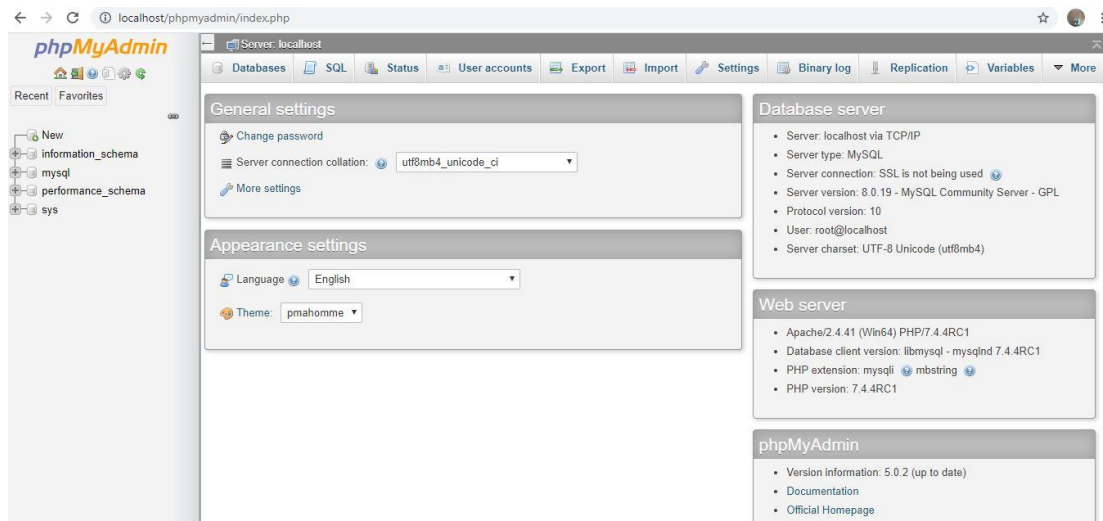 localhost/phpmyadmin/index.php
phpMyAdmin
Recent Favorites
New
information_schema
mysql
performance_schema
sys
Server: localhost
Databases SQL Status User accounts Export Import Settings Binary log Replication Variables More
General settings
Change password
Server connection collation: utf8mb4_unicode_ci
More settings
Appearance settings
Language English
Theme: pmahomme
Database server
Server: localhost via TCP/IP
Server type: MySQL
Server connection: SSL is not being used
Server version: 8.0.19 - MySQL Community Server - GPL
Protocol version: 10
User: root@localhost
Server charset: UTF-8 Unicode (utf8mb4)
Web server
Apache/2.4.41 (Win64) PHP/7.4.4RC1
Database client version: libmysql - mysqlnd 7.4.4RC1
PHP extension: mysqli mbstring
PHP version: 7.4.4RC1
phpMyAdmin
Version information: 5.0.2 (up to date)
Documentation
Official Homepage